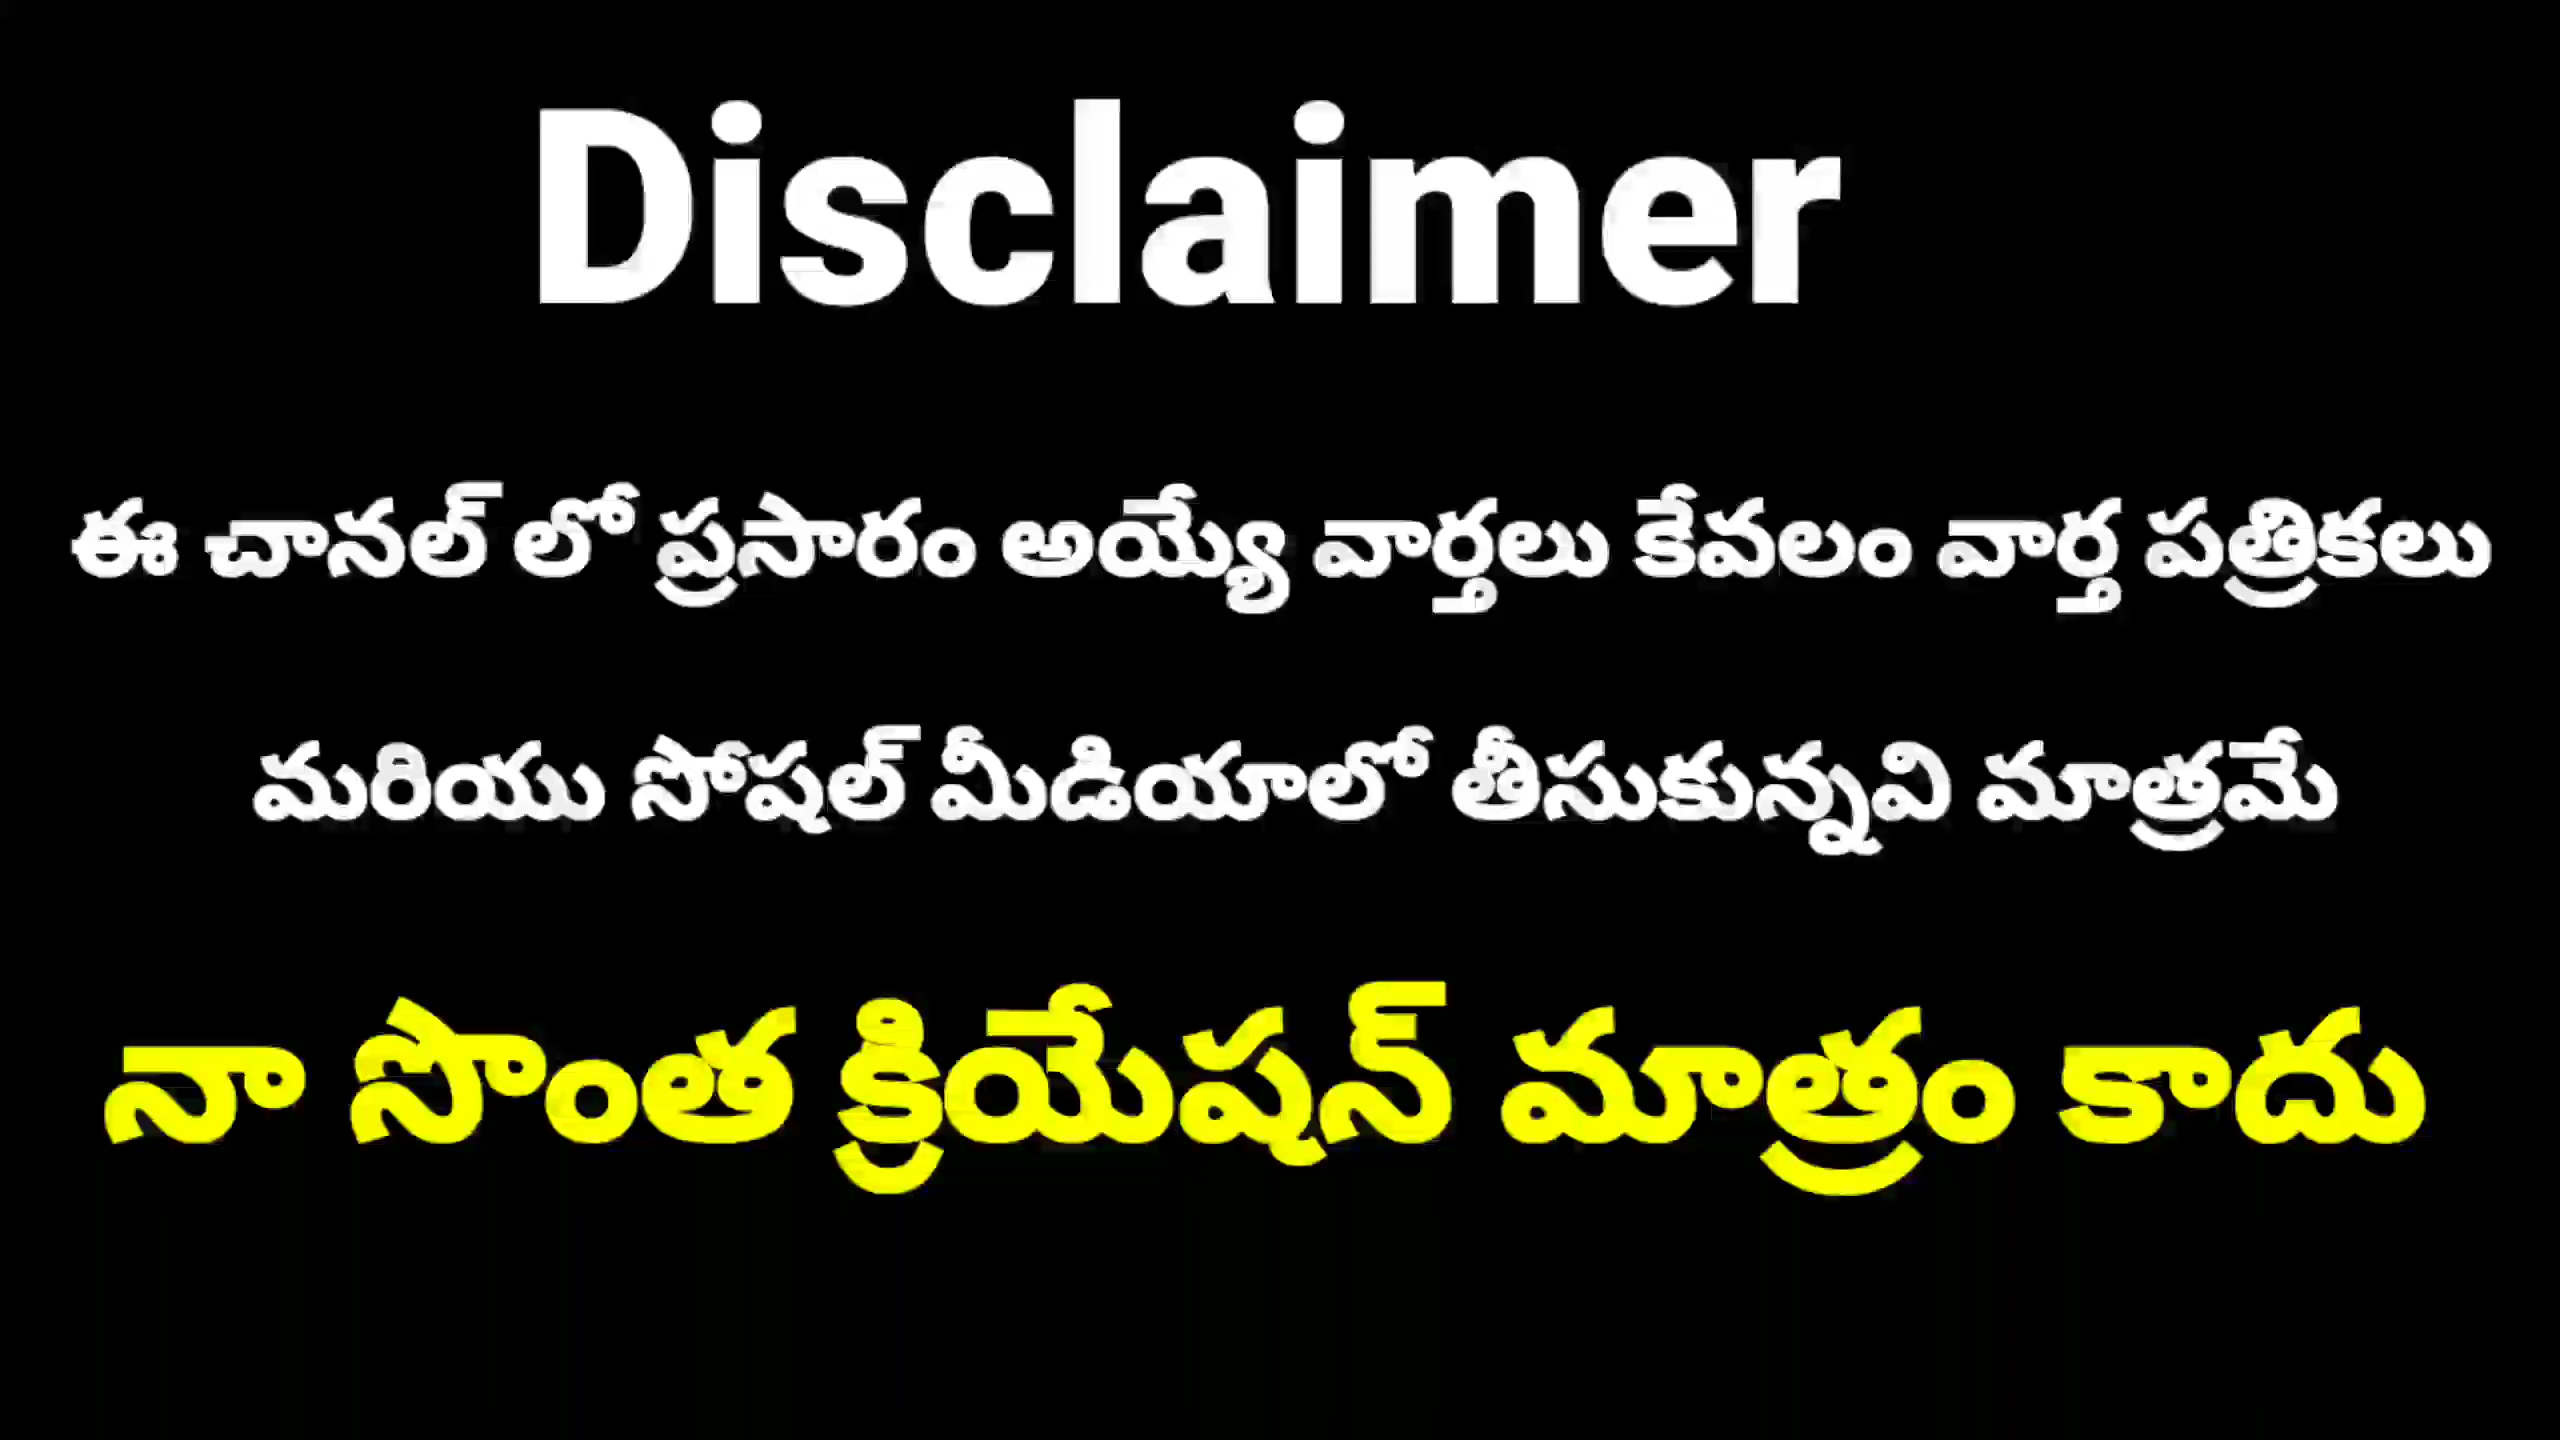 Disclaimer
ఈ చానల్ లో ప్రసారం అయ్యే వార్తలు కేవలం వార్త పత్రికలు
మరియు సోషల్ మీడియాలో తీసుకున్నవి మాత్రమే
నా సొంత క్రియేషన్ మాత్రం కాదు